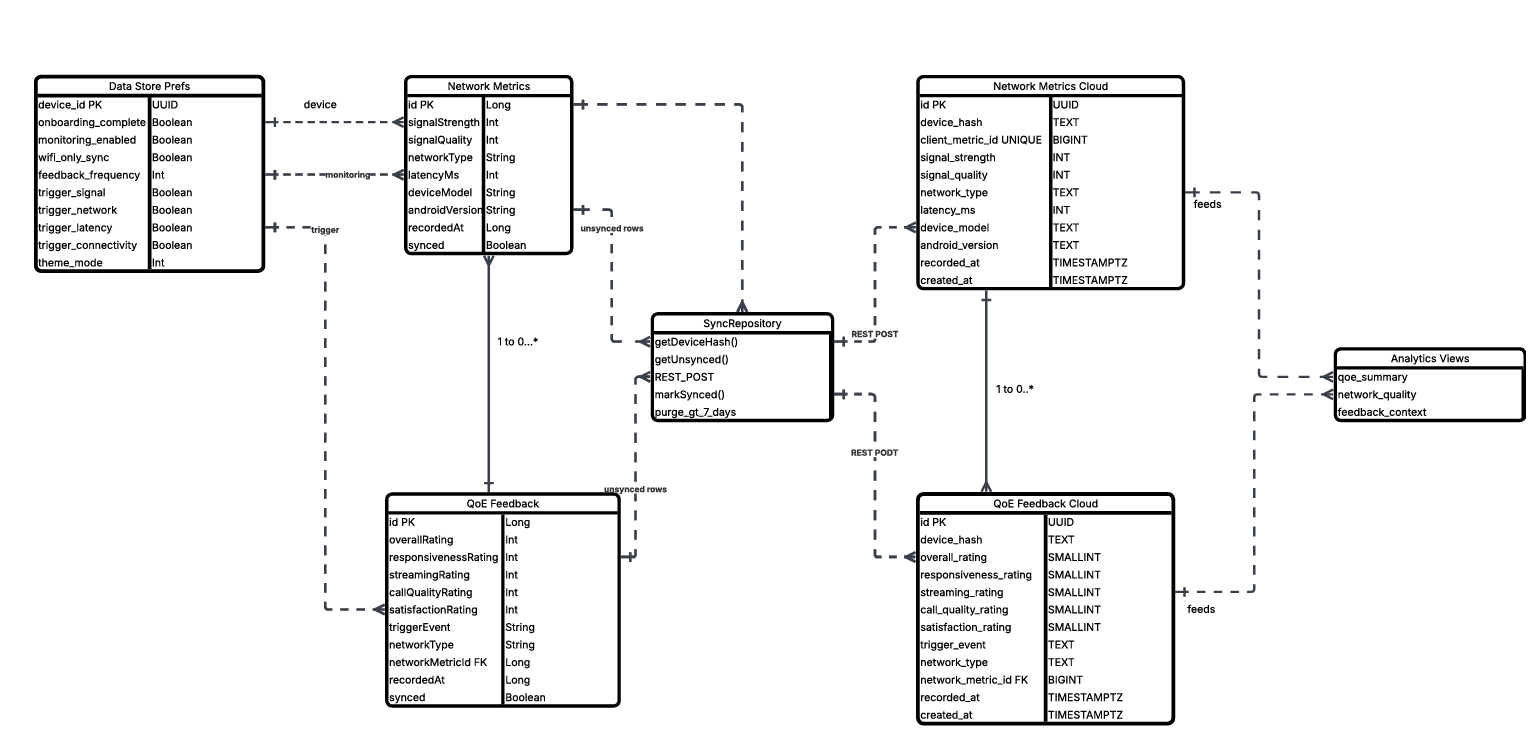 Data Store Prefs
device_id PK UUID
onboarding_complete Boolean
monitoring_enabled Boolean
wifi_only_sync Boolean
feedback_frequency Int
trigger_signal Boolean
trigger_network Boolean
trigger_latency Boolean
trigger_connectivity Boolean
theme_mode Int
device
monitoring
trigger
Network Metrics
id PK Long
signalStrength Int
signalQuality Int
networkType String
latencyMs Int
deviceModel String
androidVersion String
recordedAt Long
synced Boolean
unsynced rows
1 to 0...*
SyncRepository
getDeviceHash()
getUnsynced()
REST_POST
markSynced()
purge_gt_7_days
unsynced rows
QoE Feedback
id PK Long
overallRating Int
responsivenessRating Int
streamingRating Int
callQualityRating Int
satisfactionRating Int
triggerEvent String
networkType String
networkMetricId FK Long
recordedAt Long
synced Boolean
REST POST
REST PODT
Network Metrics Cloud
id PK UUID
device_hash TEXT
client_metric_id UNIQUE BIGINT
signal_strength INT
signal_quality INT
network_type TEXT
latency_ms INT
device_model TEXT
android_version TEXT
recorded_at TIMESTAMPTZ
created_at TIMESTAMPTZ
feeds
1 to 0..*
QoE Feedback Cloud
id PK UUID
device_hash TEXT
overall_rating SMALLINT
responsiveness_rating SMALLINT
streaming_rating SMALLINT
call_quality_rating SMALLINT
satisfaction_rating SMALLINT
trigger_event TEXT
network_type TEXT
network_metric_id FK BIGINT
recorded_at TIMESTAMPTZ
created_at TIMESTAMPTZ
feeds
Analytics Views
qoe_summary
network_quality
feedback_context